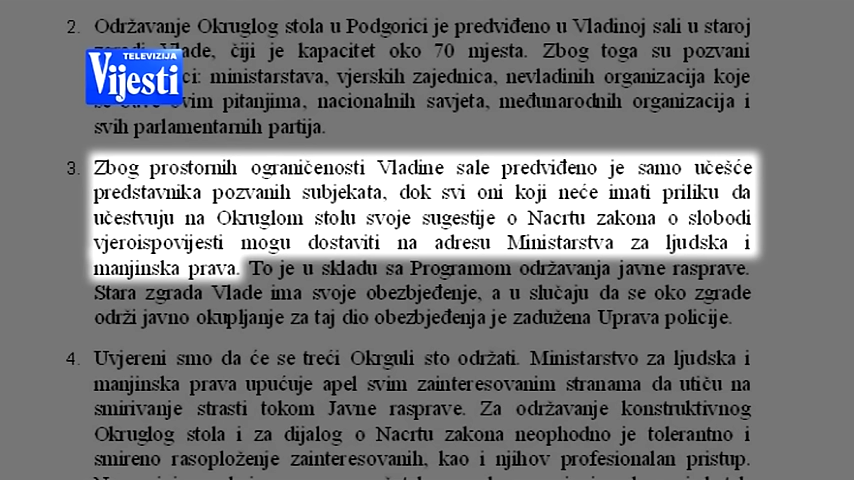 2. Održavanje Okruglog stola u Podgorici je predviđeno u Vladinoj sali u staroj
Vlade, čiji je kapacitet oko 70 mjesta. Zbog toga su pozvani
TELEVIZIJA
Vijesti
ministarstava, vjerskih zajednica, nevladinih organizacija koje
pitanjima, nacionalnih savjeta, međunarodnih organizacija i
svih parlamentarnih partija.
3. Zbog prostornih ograničenosti Vladine sale predviđeno je samo učešće
predstavnika pozvanih subjekata, dok svi oni koji neće imati priliku da
učestvuju na Okruglom stolu svoje sugestije o Nacrtu zakona o slobodi
vjeroispovijesti mogu dostaviti na adresu Ministarstva za ljudska i
manjinska prava. To je u skladu sa Programom održavanja javne rasprave.
Stara zgrada Vlade ima svoje obezbjeđenje, a u slučaju da se oko zgrade
održi javno okupljanje za taj dio obezbjeđenja je zadužena Uprava policije.
4. Uvjereni smo da će se treći Okrguli sto održati. Ministarstvo za ljudska i
manjinska prava upućuje apel svim zainteresovanim stranama da utiču na
smirivanje strasti tokom Javne rasprave. Za održavanje konstruktivnog
Okruglog stola i za dijalog o Nacrtu zakona neophodno je tolerantno i
smireno raspoloženje zainteresovanih, kao i njihov profesionalan pristup.